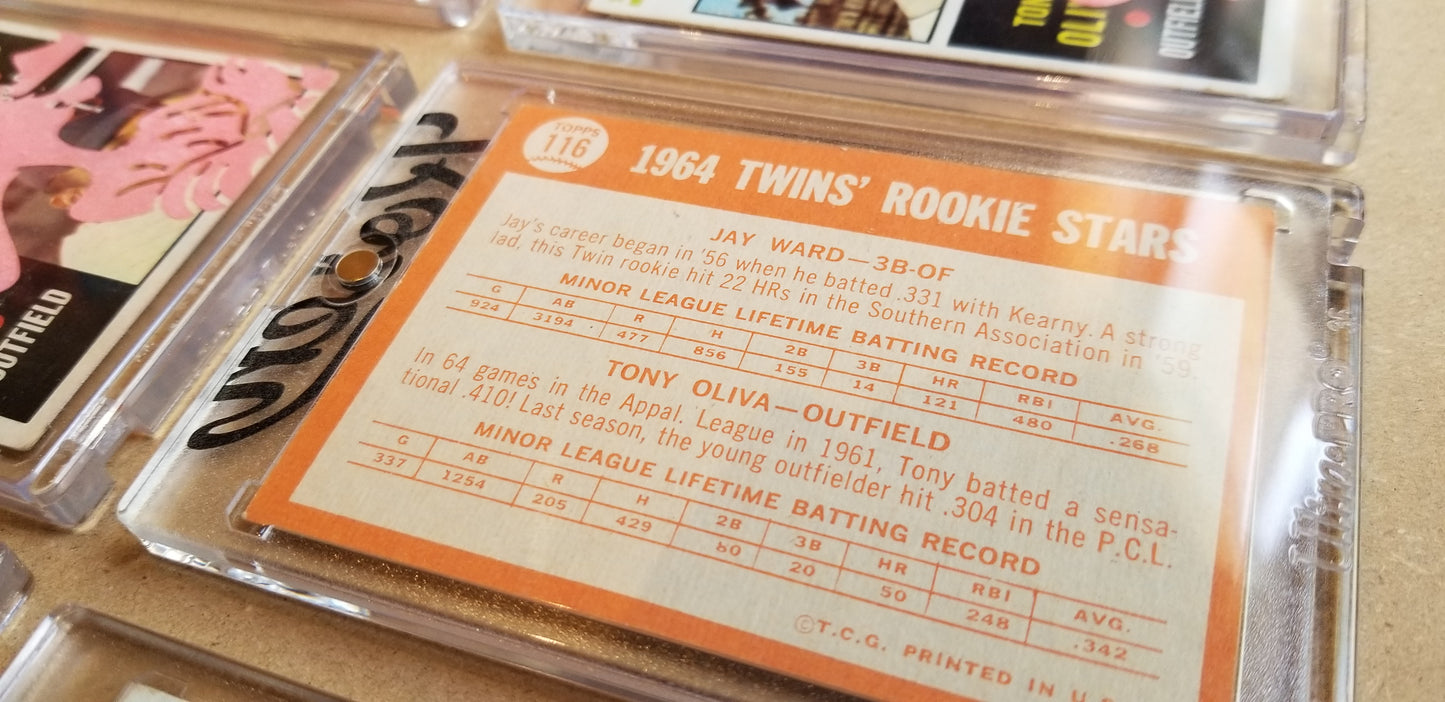 TOPPS
116
1964 TWINS' ROOKIE STARS
JAY WARD—3B-OF
Jay's career began in '56 when he batted .331 with Kearny. A strong
lad, this Twin rookie hit 22 HRs in the Southern Association in '59.
MINOR LEAGUE LIFETIME BATTING RECORD
G AB R H 2B 3B HR RBI AVG.
924 3194 477 856 155 14 121 480 .268
TONY OLIVA—OUTFIELD
In 64 games in the Appal. League in 1961, Tony batted a sensa-
tional .410! Last season, the young outfielder hit .304 in the P.C.L.
MINOR LEAGUE LIFETIME BATTING RECORD
G AB R H 2B 3B HR RBI AVG.
337 1254 205 429 80 20 50 248 .342
©T.C.G. PRINTED IN U.S
OUTFIELD
TON
OLIV
OUTFIELD
Ultra PRO®